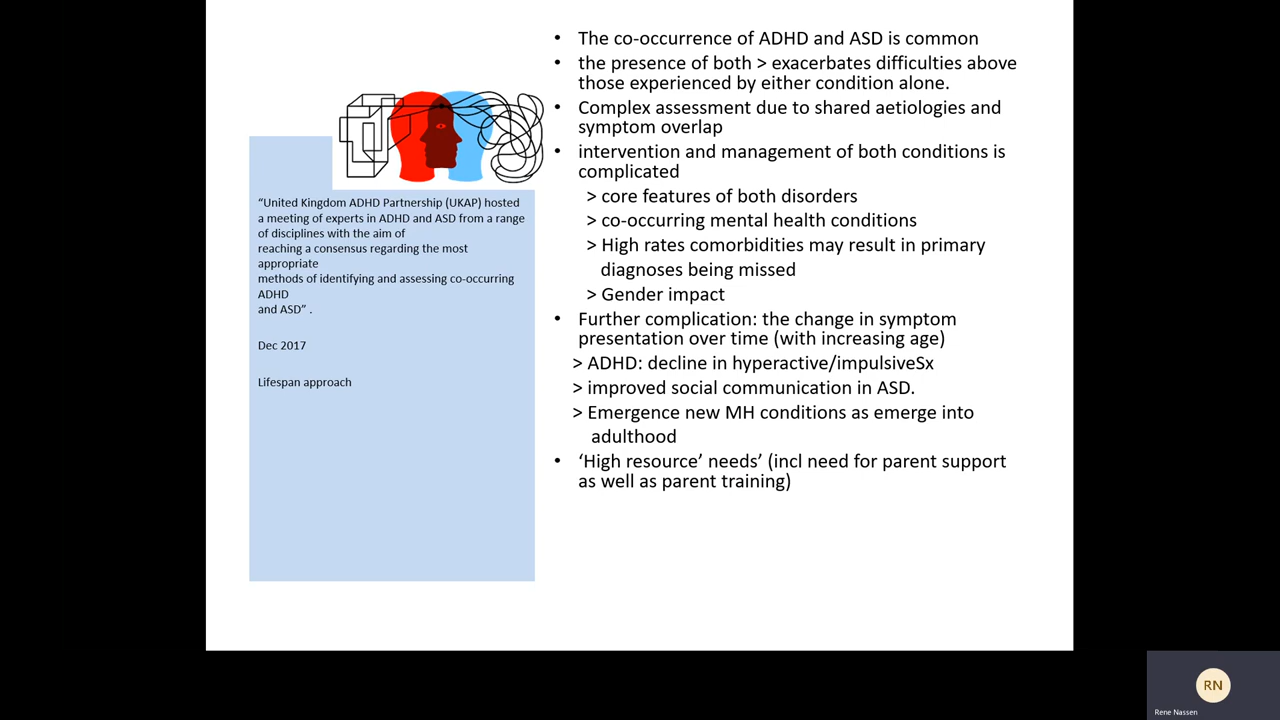 “United Kingdom ADHD Partnership (UKAP) hosted
a meeting of experts in ADHD and ASD from a range
of disciplines with the aim of
reaching a consensus regarding the most
appropriate
methods of identifying and assessing co-occurring
ADHD
and ASD” .
Dec 2017
Lifespan approach
• The co-occurrence of ADHD and ASD is common
• the presence of both > exacerbates difficulties above
those experienced by either condition alone.
• Complex assessment due to shared aetiologies and
symptom overlap
• intervention and management of both conditions is
complicated
> core features of both disorders
> co-occurring mental health conditions
> High rates comorbidities may result in primary
diagnoses being missed
> Gender impact
• Further complication: the change in symptom
presentation over time (with increasing age)
> ADHD: decline in hyperactive/impulsiveSx
> improved social communication in ASD.
> Emergence new MH conditions as emerge into
adulthood
• ‘High resource’ needs’ (incl need for parent support
as well as parent training)
RN
Rene Nassen